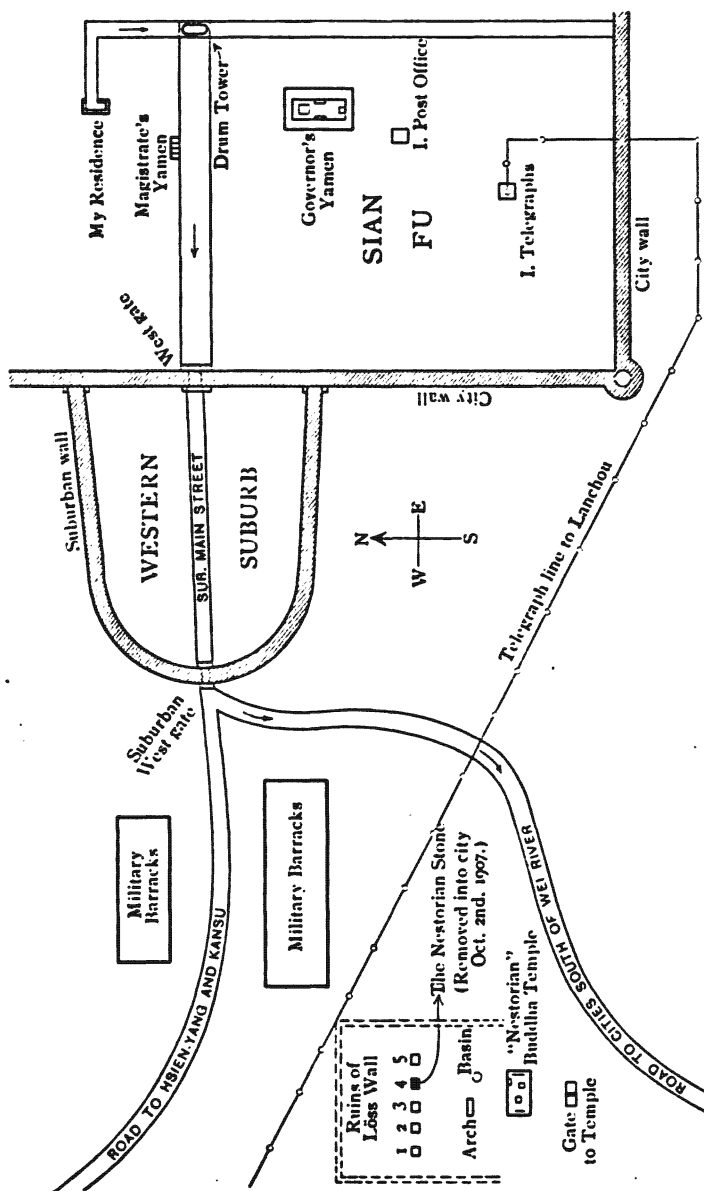 ROAD TO HSIEN-YANG AND KANSU
Military
Barracks
Military Barracks
Suburban
West gate
Suburban wall
WESTERN
SUB. MAIN STREET
SUBURB
West gate
My Residence
Magistrate's
Yamen
Drum Tower
Governor's
Yamen
I. Post Office
SIAN
FU
I. Telegraphs
City wall
City wall
N
W
E
S
Telegraph line to Lanchou
Ruins of
Löss Wall
1 2 3 4 5
The Nestorian Stone
(Removed into city
Oct. 2nd. 1907.)
Arch
Basin
"Nestorian"
Buddha Temple
Gate
to Temple
ROAD TO CITIES SOUTH OF WEI RIVER